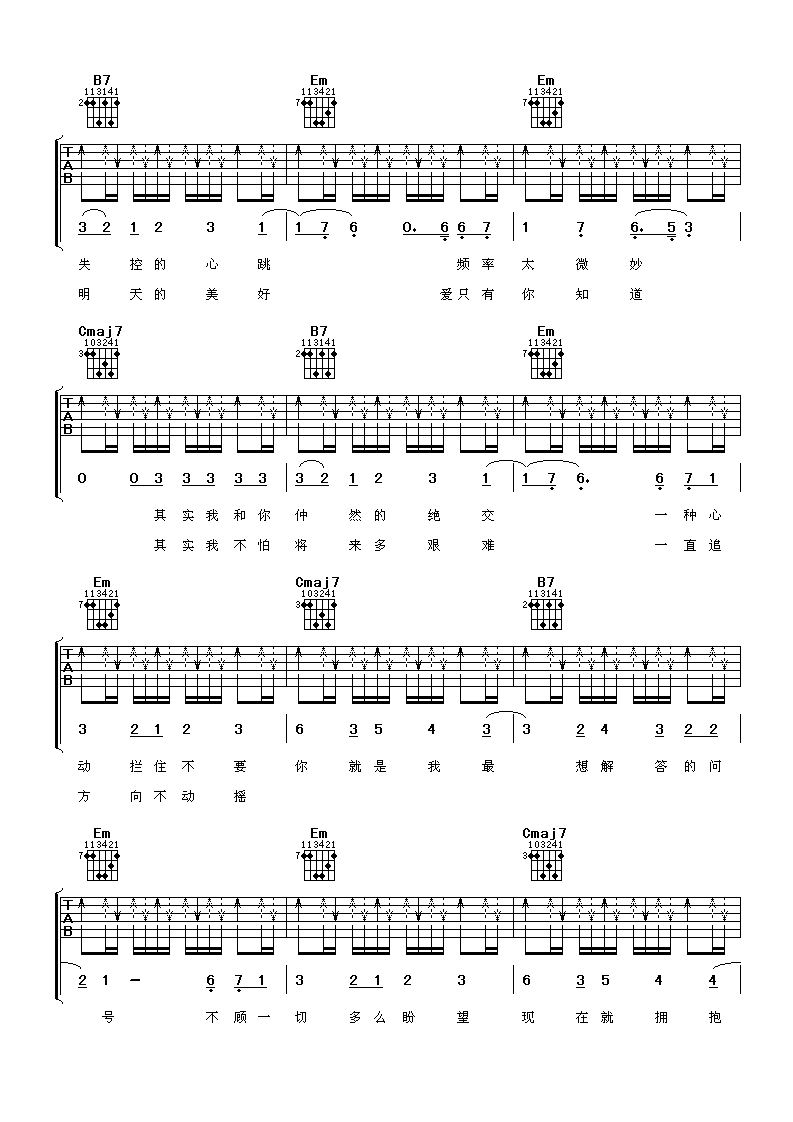 B7 Em Em
113141 113421 113421
2 7 7
T
A
B
3 2 1 2 3 1 1 7 6 0. 6 6 7 1 7 6. 5 3
失 控 的 心 跳 频 率 太 微 妙
明 天 的 美 好 爱 只 有 你 知 道
Cmaj7 B7 Em
103241 113141 113421
3 2 7
T
A
B
0 0 3 3 3 3 3 3 2 1 2 3 1 1 7 6. 6 7 1
其 实 我 和 你 仲 然 的 绝 交 一 种 心
其 实 我 不 怕 将 来 多 艰 难 一 直 追
Em Cmaj7 B7
113421 103241 113141
7 3 2
T
A
B
3 2 1 2 3 6 3 5 4 3 3 2 4 3 2 2
动 拦 住 不 要 你 就 是 我 最 想 解 答 的 问
方 向 不 动 摇
Em Em Cmaj7
113421 113421 103241
7 7 3
T
A
B
2 1 – 6 7 1 3 2 1 2 3 6 3 5 4 4
号 不 顾 一 切 多 么 盼 望 现 在 就 拥 抱